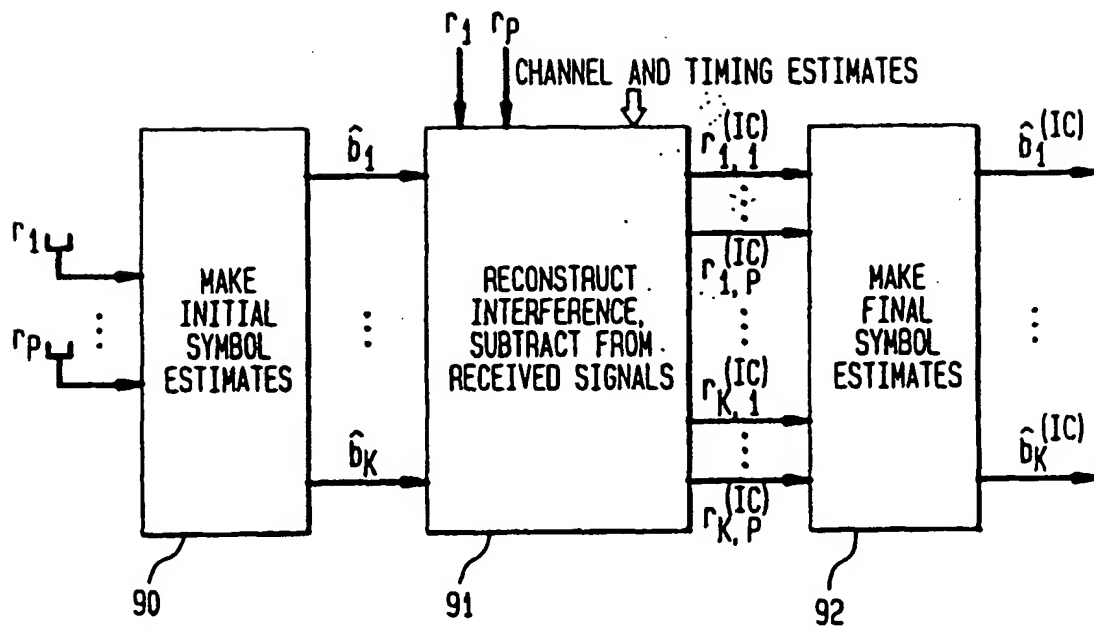 r1 rP
CHANNEL AND TIMING ESTIMATES
r1
rP
MAKE
INITIAL
SYMBOL
ESTIMATES
b̂1
b̂K
RECONSTRUCT
INTERFERENCE,
SUBTRACT FROM
RECEIVED SIGNALS
r1,1(IC)
r1,P(IC)
rK,1(IC)
rK,P(IC)
MAKE
FINAL
SYMBOL
ESTIMATES
b̂1(IC)
b̂K(IC)
90
91
92